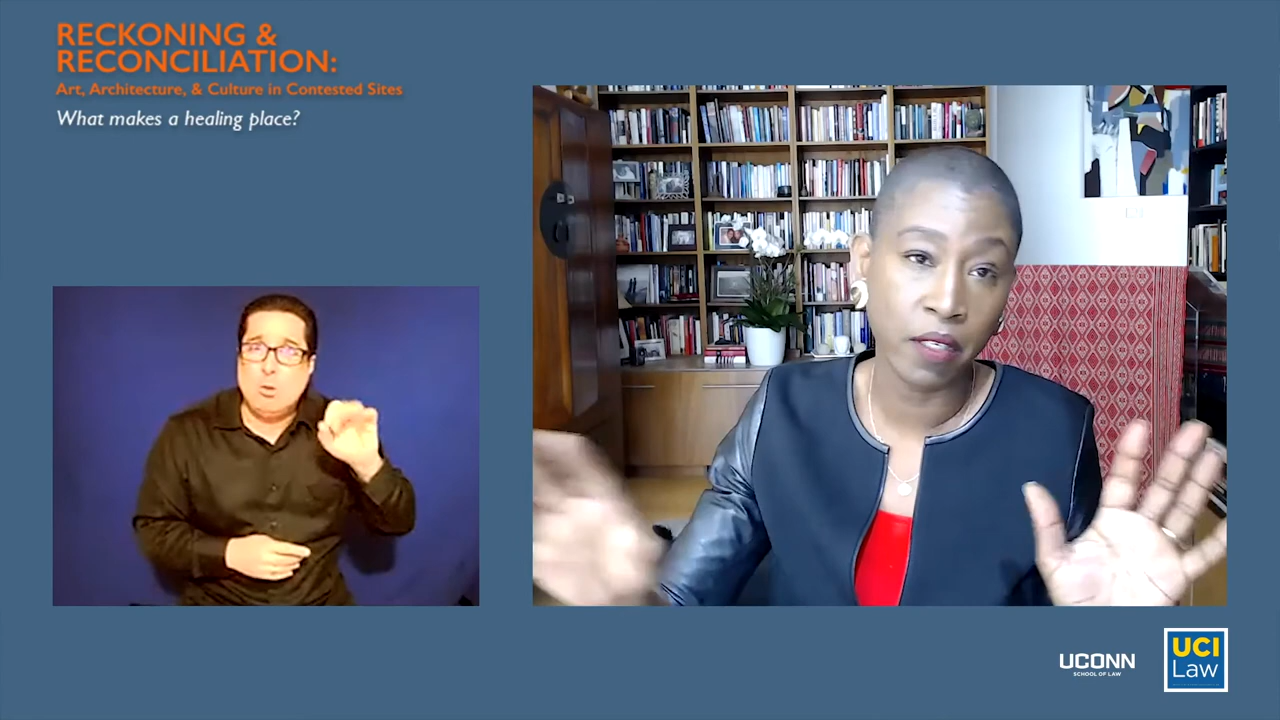 RECKONING &
RECONCILIATION:
Art, Architecture, & Culture in Contested Sites
What makes a healing place?
UCONN
SCHOOL OF LAW
UCI
Law